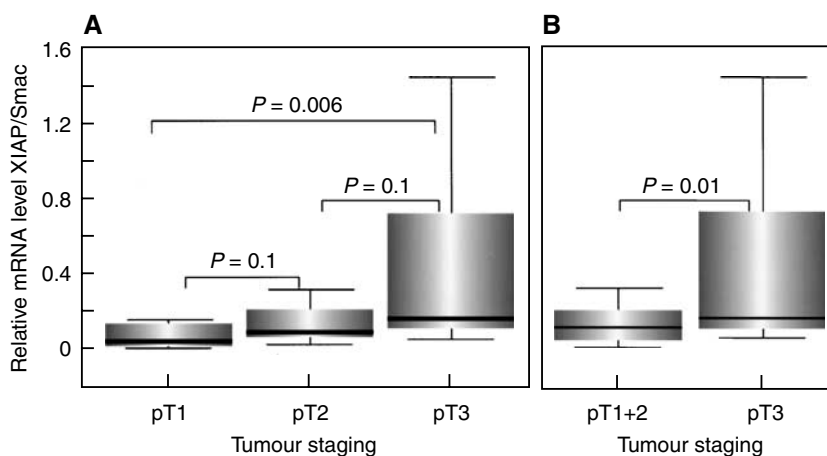 A
B
Relative mRNA level XIAP/Smac
1.6
1.2
0.8
0.4
0
P = 0.006
P = 0.1
P = 0.1
P = 0.01
pT1 pT2 pT3
Tumour staging
pT1+2 pT3
Tumour staging